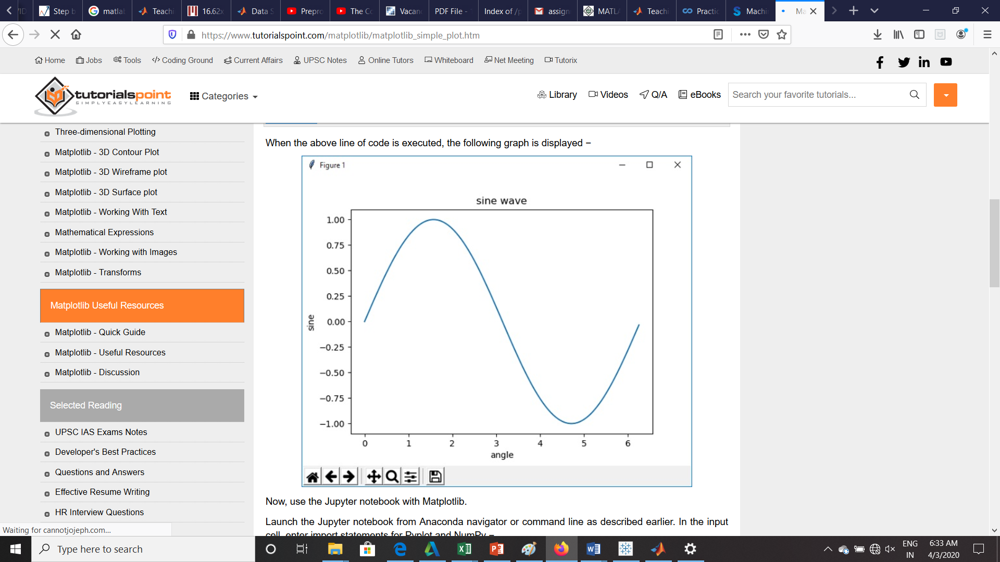 Step b
matla
Teachi
16.62x
Data S
Prepro
The Co
Vacan
PDF File -
Index of /p
assign
MATLA
Teachi
Practic
Machi
Ma
https://www.tutorialspoint.com/matplotlib/matplotlib_simple_plot.htm
Home Jobs Tools Coding Ground Current Affairs UPSC Notes Online Tutors Whiteboard Net Meeting Tutorix
tutorialspoint
SIMPLYEASYLEARNING
Categories
Library Videos Q/A eBooks Search your favorite tutorials...
Three-dimensional Plotting
Matplotlib - 3D Contour Plot
Matplotlib - 3D Wireframe plot
Matplotlib - 3D Surface plot
Matplotlib - Working With Text
Mathematical Expressions
Matplotlib - Working with Images
Matplotlib - Transforms
Matplotlib Useful Resources
Matplotlib - Quick Guide
Matplotlib - Useful Resources
Matplotlib - Discussion
Selected Reading
UPSC IAS Exams Notes
Developer's Best Practices
Questions and Answers
Effective Resume Writing
HR Interview Questions
When the above line of code is executed, the following graph is displayed −
Figure 1
sine wave
1.00
0.75
0.50
0.25
0.00
−0.25
−0.50
−0.75
−1.00
sine
0 1 2 3 4 5 6
angle
Now, use the Jupyter notebook with Matplotlib.
Launch the Jupyter notebook from Anaconda navigator or command line as described earlier. In the input
cell, enter import statements for Pyplot and NumPy −
Waiting for cannotjojeph.com...
Type here to search
ENG
IN
6:33 AM
4/3/2020